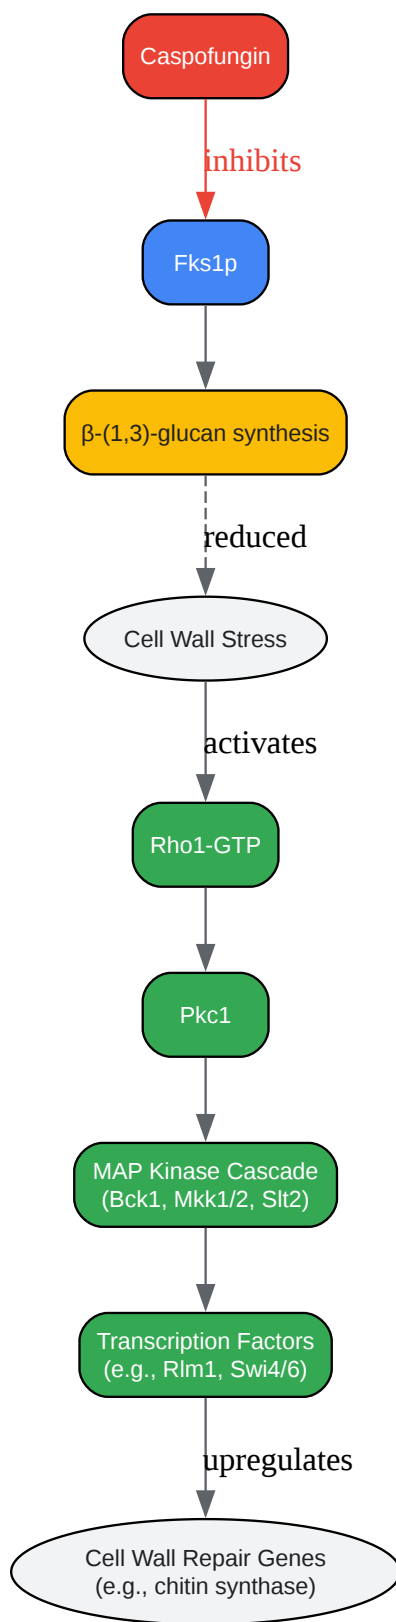 Caspofungin
inhibits
Fks1p
β-(1,3)-glucan synthesis
reduced
Cell Wall Stress
activates
Rho1-GTP
Pkc1
MAP Kinase Cascade
(Bck1, Mkk1/2, Slt2)
Transcription Factors
(e.g., Rlm1, Swi4/6)
upregulates
Cell Wall Repair Genes
(e.g., chitin synthase)